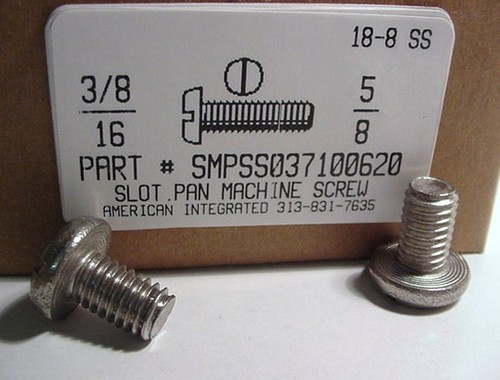 18-8 SS
3/8 5
16 8
PART # SMPSS037100620
SLOT.PAN MACHINE SCREW
AMERICAN INTEGRATED 313-831-7635